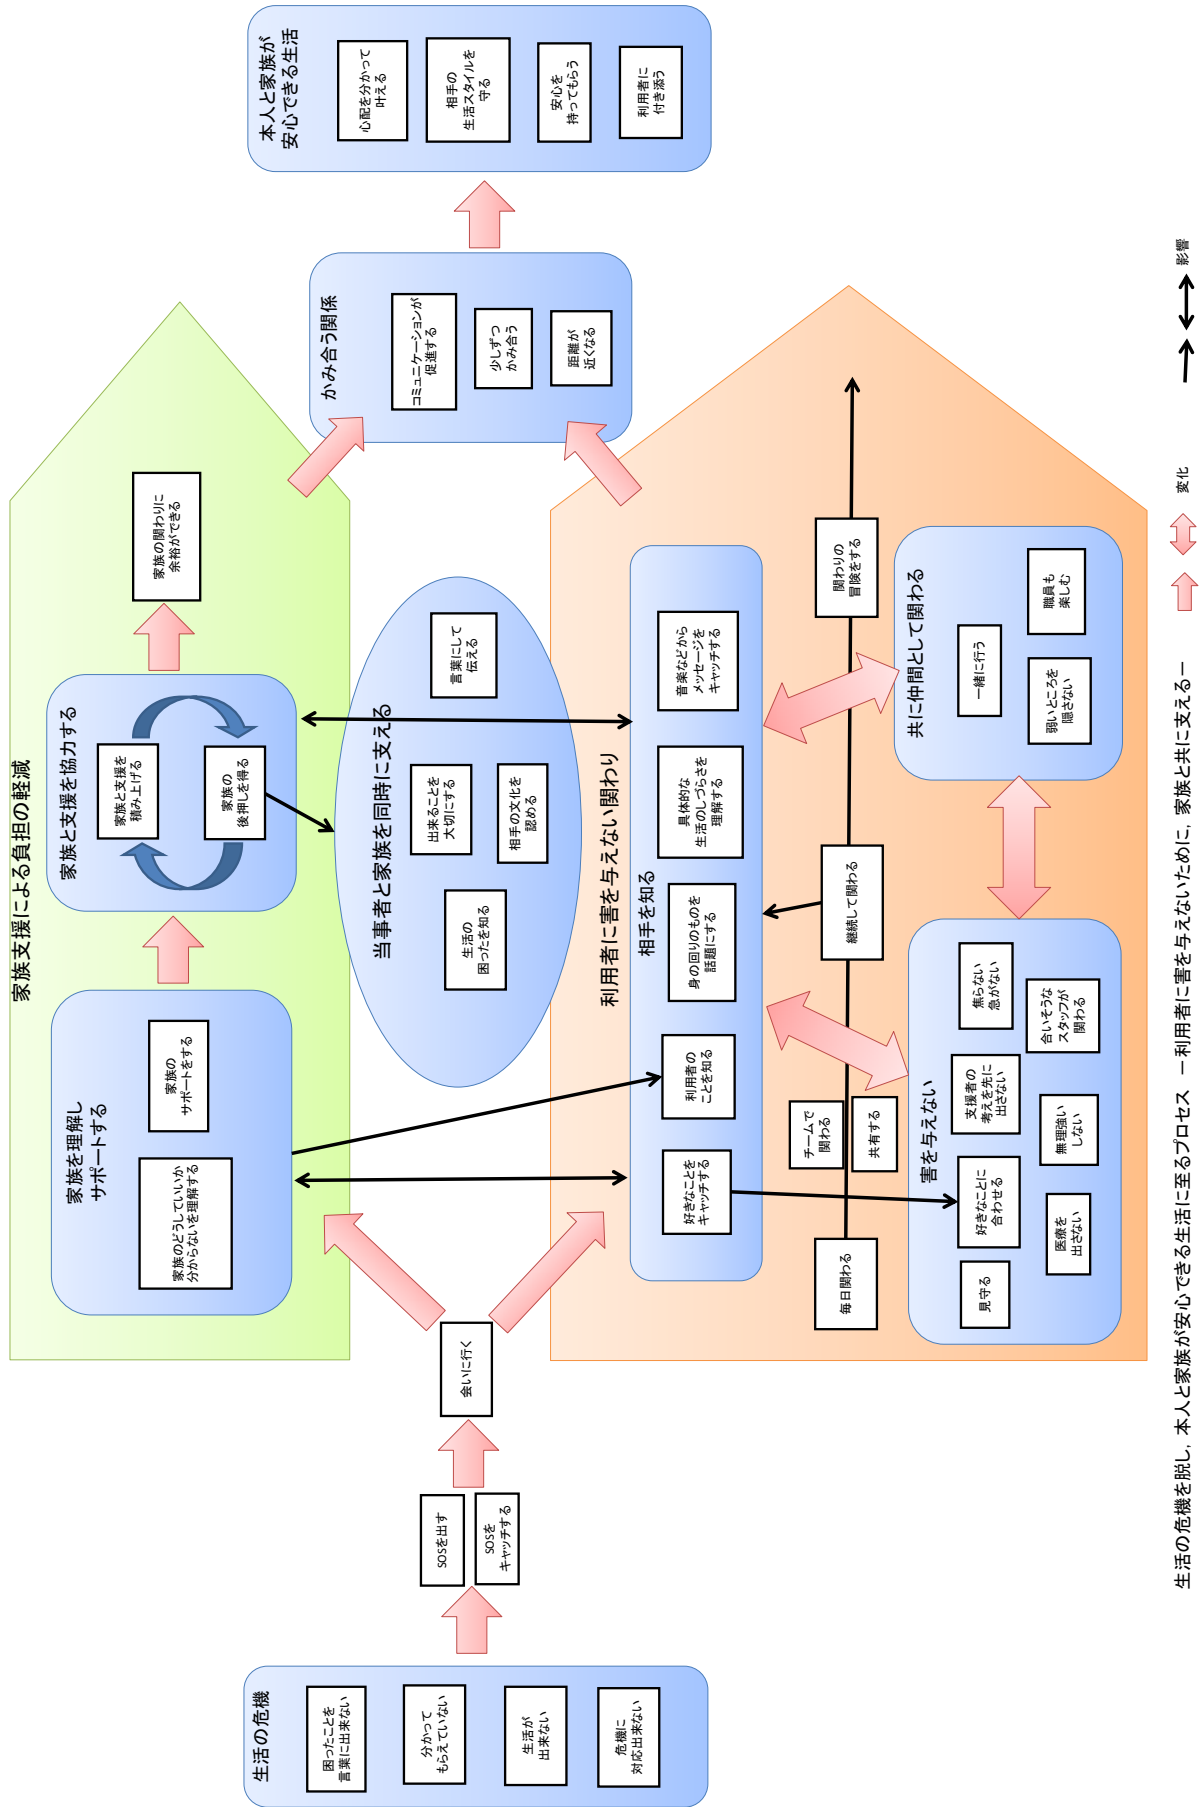 生活の危機
困ったことを
言葉に出来ない
分かって
もらえていない
生活が
出来ない
危機に
対応出来ない
SOSを出す
SOSを
キャッチする
会いに行く
家族支援による負担の軽減
家族を理解し
サポートする
家族のどうしていいか
分からないを理解する
家族の
サポートをする
家族と支援を協力する
家族と支援を
積み上げる
家族の
後押しを得る
家族の関わりに
余裕ができる
当事者と家族を同時に支える
生活の
困ったを知る
出来ることを
大切にする
相手の文化を
認める
言葉にして
伝える
利用者に害を与えない関わり
相手を知る
好きなことを
キャッチする
利用者の
ことを知る
身の回りのものを
話題にする
具体的な
生活のしづらさを
理解する
音楽などから
メッセージを
キャッチする
毎日関わる
チームで
関わる
共有する
継続して関わる
関わりの
冒険をする
害を与えない
見守る
好きなことに
合わせる
支援者の
考えを先に
出さない
焦らない
急がない
医療を
出さない
無理強い
しない
合いそうな
スタッフが
関わる
共に仲間として関わる
一緒に行う
弱いところを
隠さない
職員も
楽しむ
かみ合う関係
コミュニケーションが
促進する
少しずつ
かみ合う
距離が
近くなる
本人と家族が
安心できる生活
心配を分かって
叶える
相手の
生活スタイルを
守る
安心を
持ってもらう
利用者に
付き添う
生活の危機を脱し，本人と家族が安心できる生活に至るプロセス　ー利用者に害を与えないために，家族と共に支えるー
変化
影響